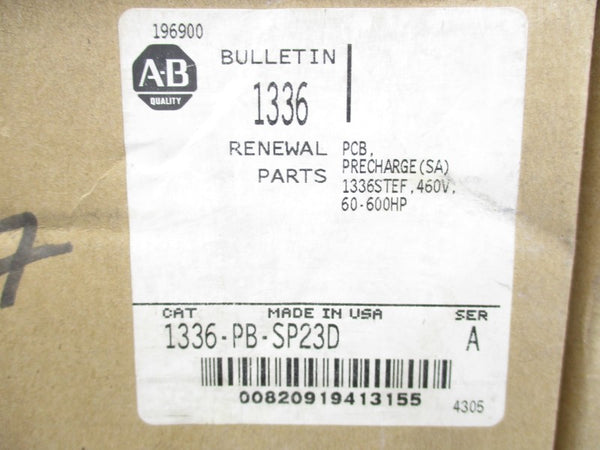 196900
A-B
QUALITY
BULLETIN
1336
RENEWAL PARTS
PCB,
PRECHARGE(SA)
1336STEF,460V,
60-600HP
CAT MADE IN USA SER
1336-PB-SP23D A
00820919413155
4305
7